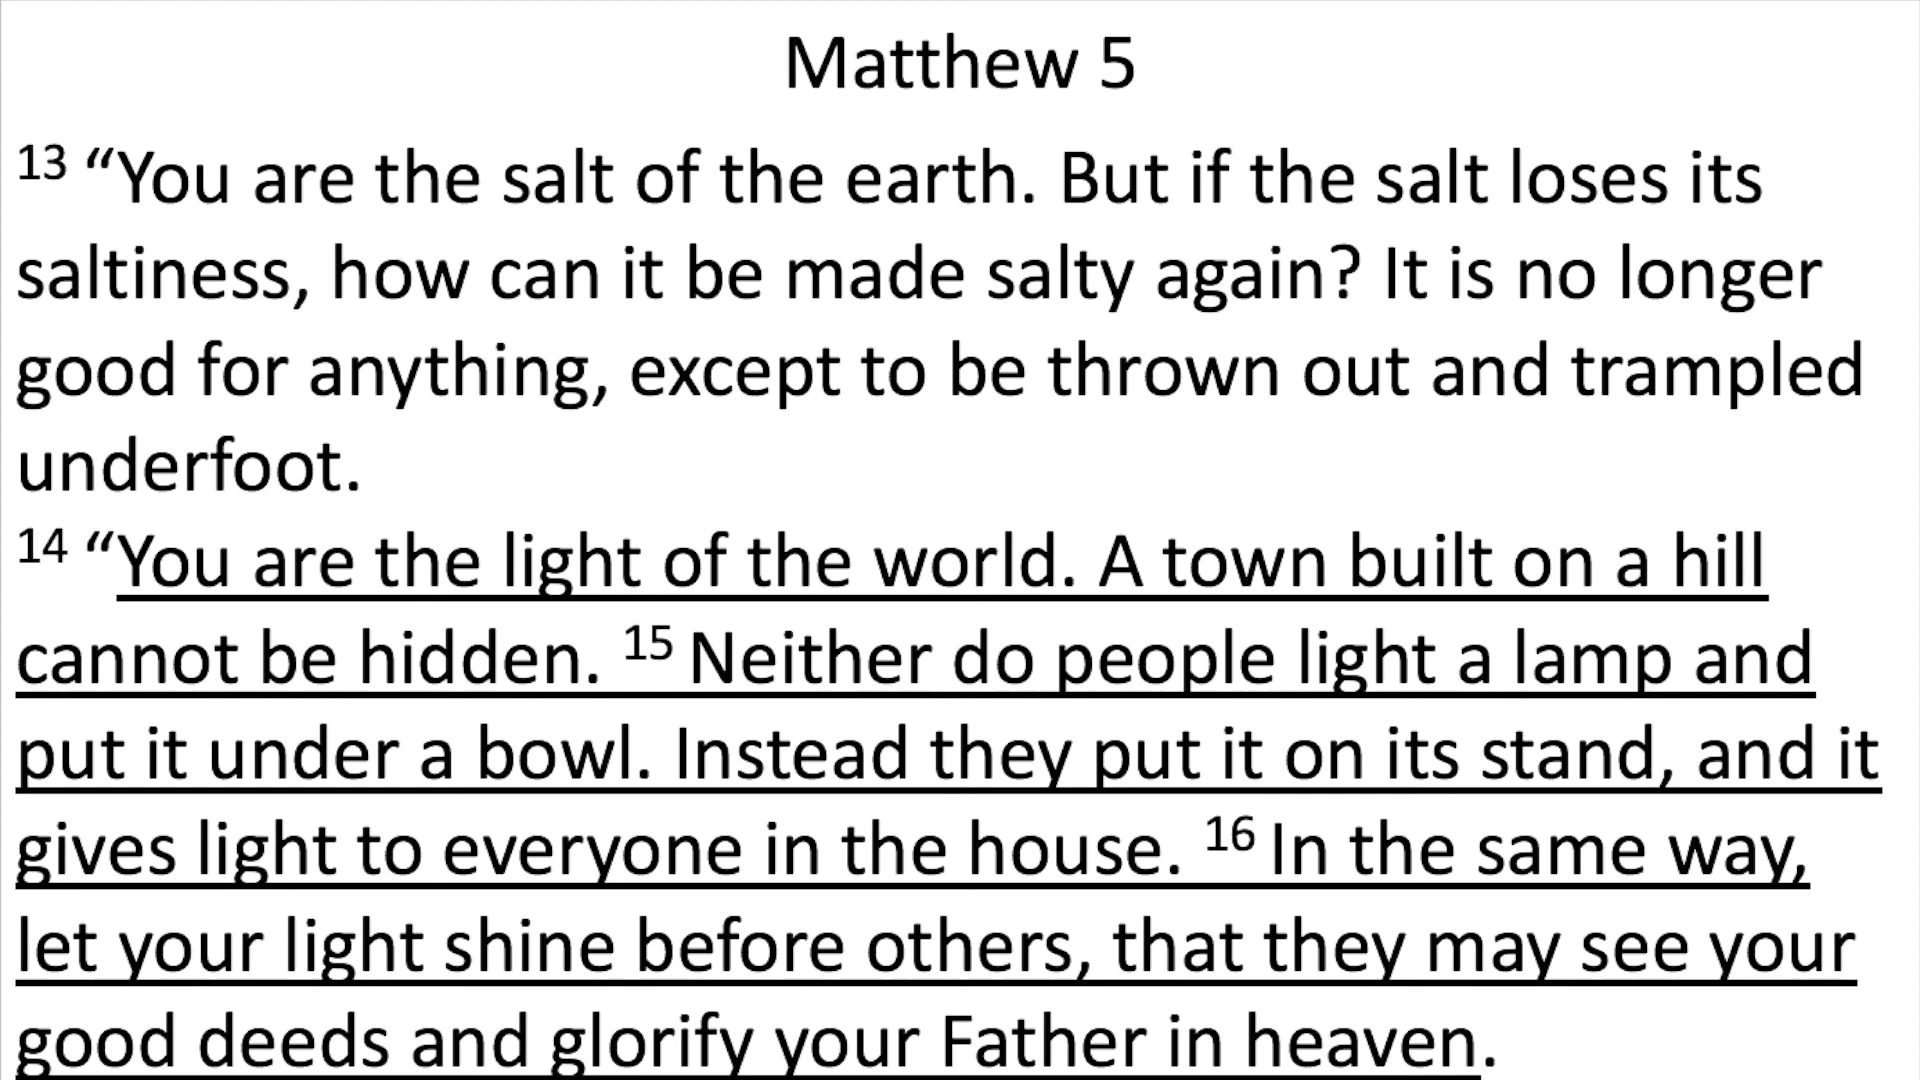 Matthew 5
13 “You are the salt of the earth. But if the salt loses its
saltiness, how can it be made salty again? It is no longer
good for anything, except to be thrown out and trampled
underfoot.
14 “You are the light of the world. A town built on a hill
cannot be hidden. 15 Neither do people light a lamp and
put it under a bowl. Instead they put it on its stand, and it
gives light to everyone in the house. 16 In the same way,
let your light shine before others, that they may see your
good deeds and glorify your Father in heaven.